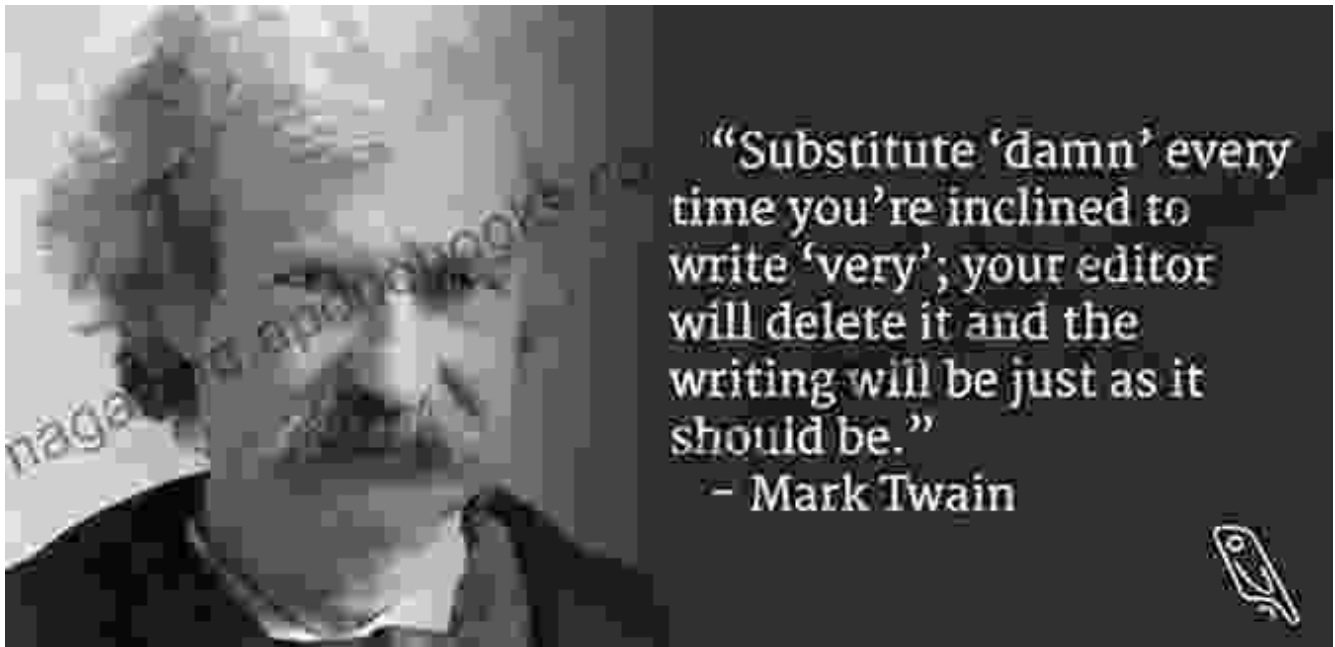 “Substitute ‘damn’ every
time you’re inclined to
write ‘very’; your editor
will delete it and the
writing will be just as it
should be.”
– Mark Twain